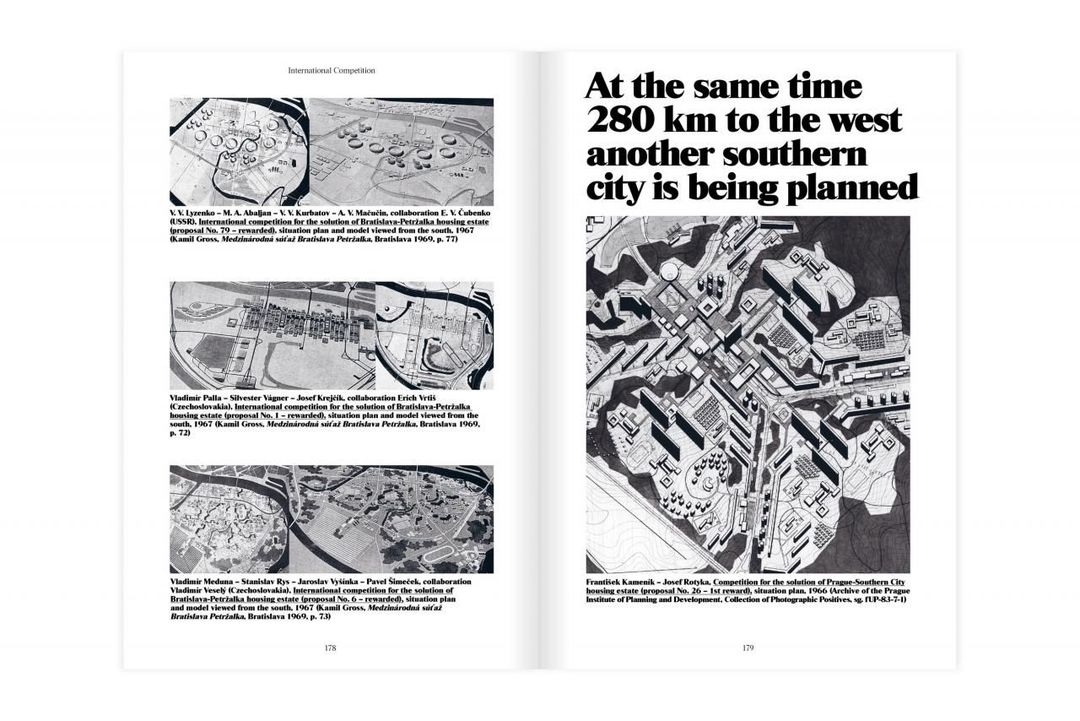 International Competition
V. V. Lyzenko – M. A. Abaljan – V. V. Kurbatov – A. V. Mačučin, collaboration E. V. Čubenko
(USSR), International competition for the solution of Bratislava-Petržalka housing estate
(proposal No. 79 – rewarded), situation plan and model viewed from the south, 1967
(Kamil Gross, Medzinárodná súťaž Bratislava Petržalka, Bratislava 1969, p. 77)
Vladimír Palla – Silvester Vágner – Josef Krejčík, collaboration Erich Vrtiš
(Czechoslovakia), International competition for the solution of Bratislava-Petržalka
housing estate (proposal No. 1 – rewarded), situation plan and model viewed from the
south, 1967 (Kamil Gross, Medzinárodná súťaž Bratislava Petržalka, Bratislava 1969,
p. 72)
Vladimír Meduna – Stanislav Rys – Jaroslav Vyšínka – Pavel Šimeček, collaboration
Vladimír Veselý (Czechoslovakia), International competition for the solution of
Bratislava-Petržalka housing estate (proposal No. 6 – rewarded), situation plan
and model viewed from the south, 1967 (Kamil Gross, Medzinárodná súťaž
Bratislava Petržalka, Bratislava 1969, p. 73)
178
At the same time
280 km to the west
another southern
city is being planned
František Kameník – Josef Rotyka, Competition for the solution of Prague-Southern City
housing estate (proposal No. 26 – 1st reward), situation plan, 1966 (Archive of the Prague
Institute of Planning and Development, Collection of Photographic Positives, sg. fÚP-83-7-1)
179